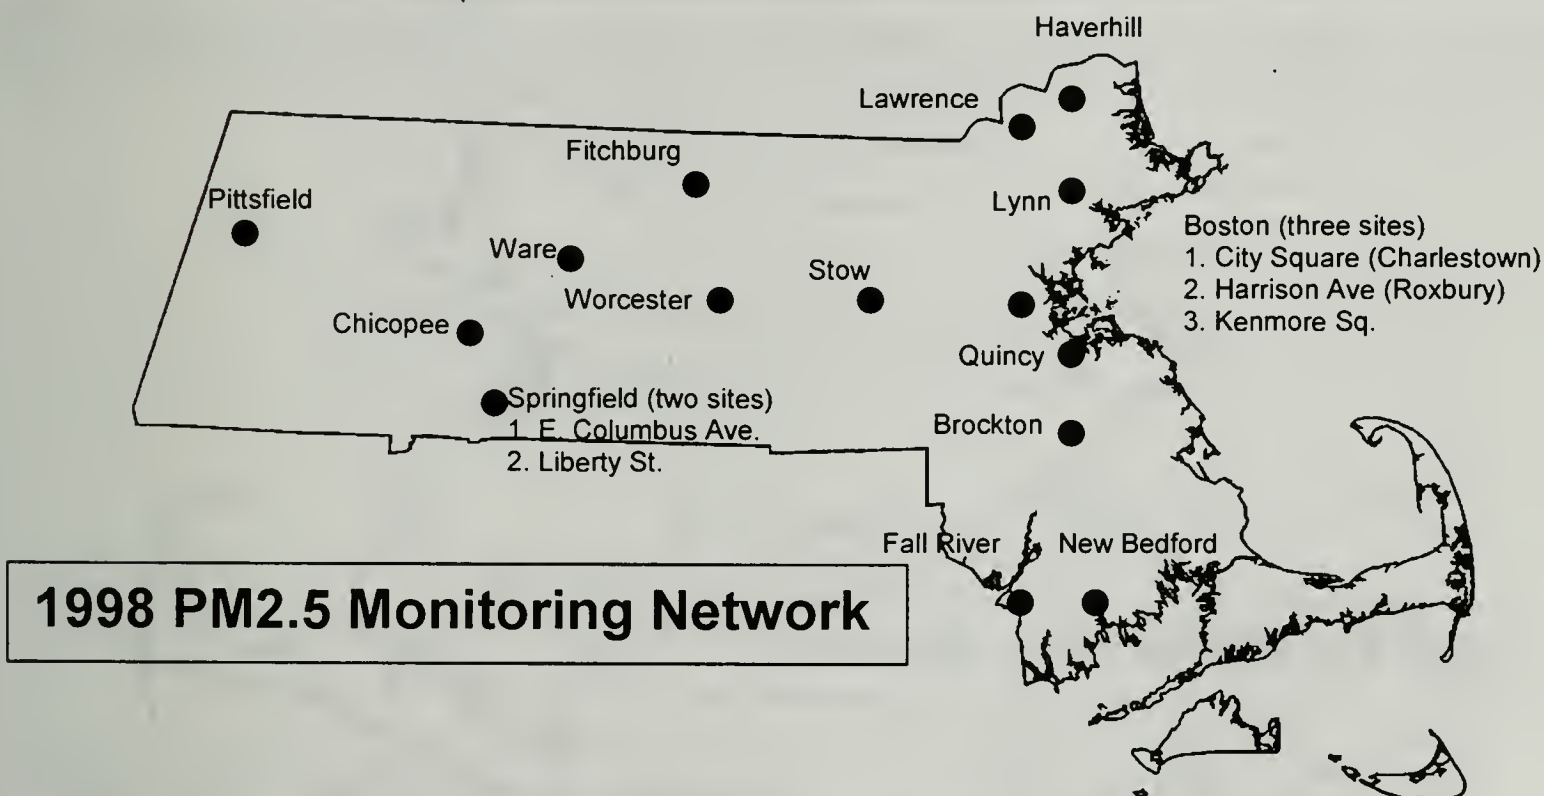 Haverhill
Lawrence
Fitchburg
Pittsfield
Lynn
Boston (three sites)
1. City Square (Charlestown)
2. Harrison Ave (Roxbury)
3. Kenmore Sq.
Ware
Stow
Worcester
Chicopee
Quincy
Springfield (two sites)
1. E. Columbus Ave.
2. Liberty St.
Brockton
Fall River
New Bedford
1998 PM2.5 Monitoring Network